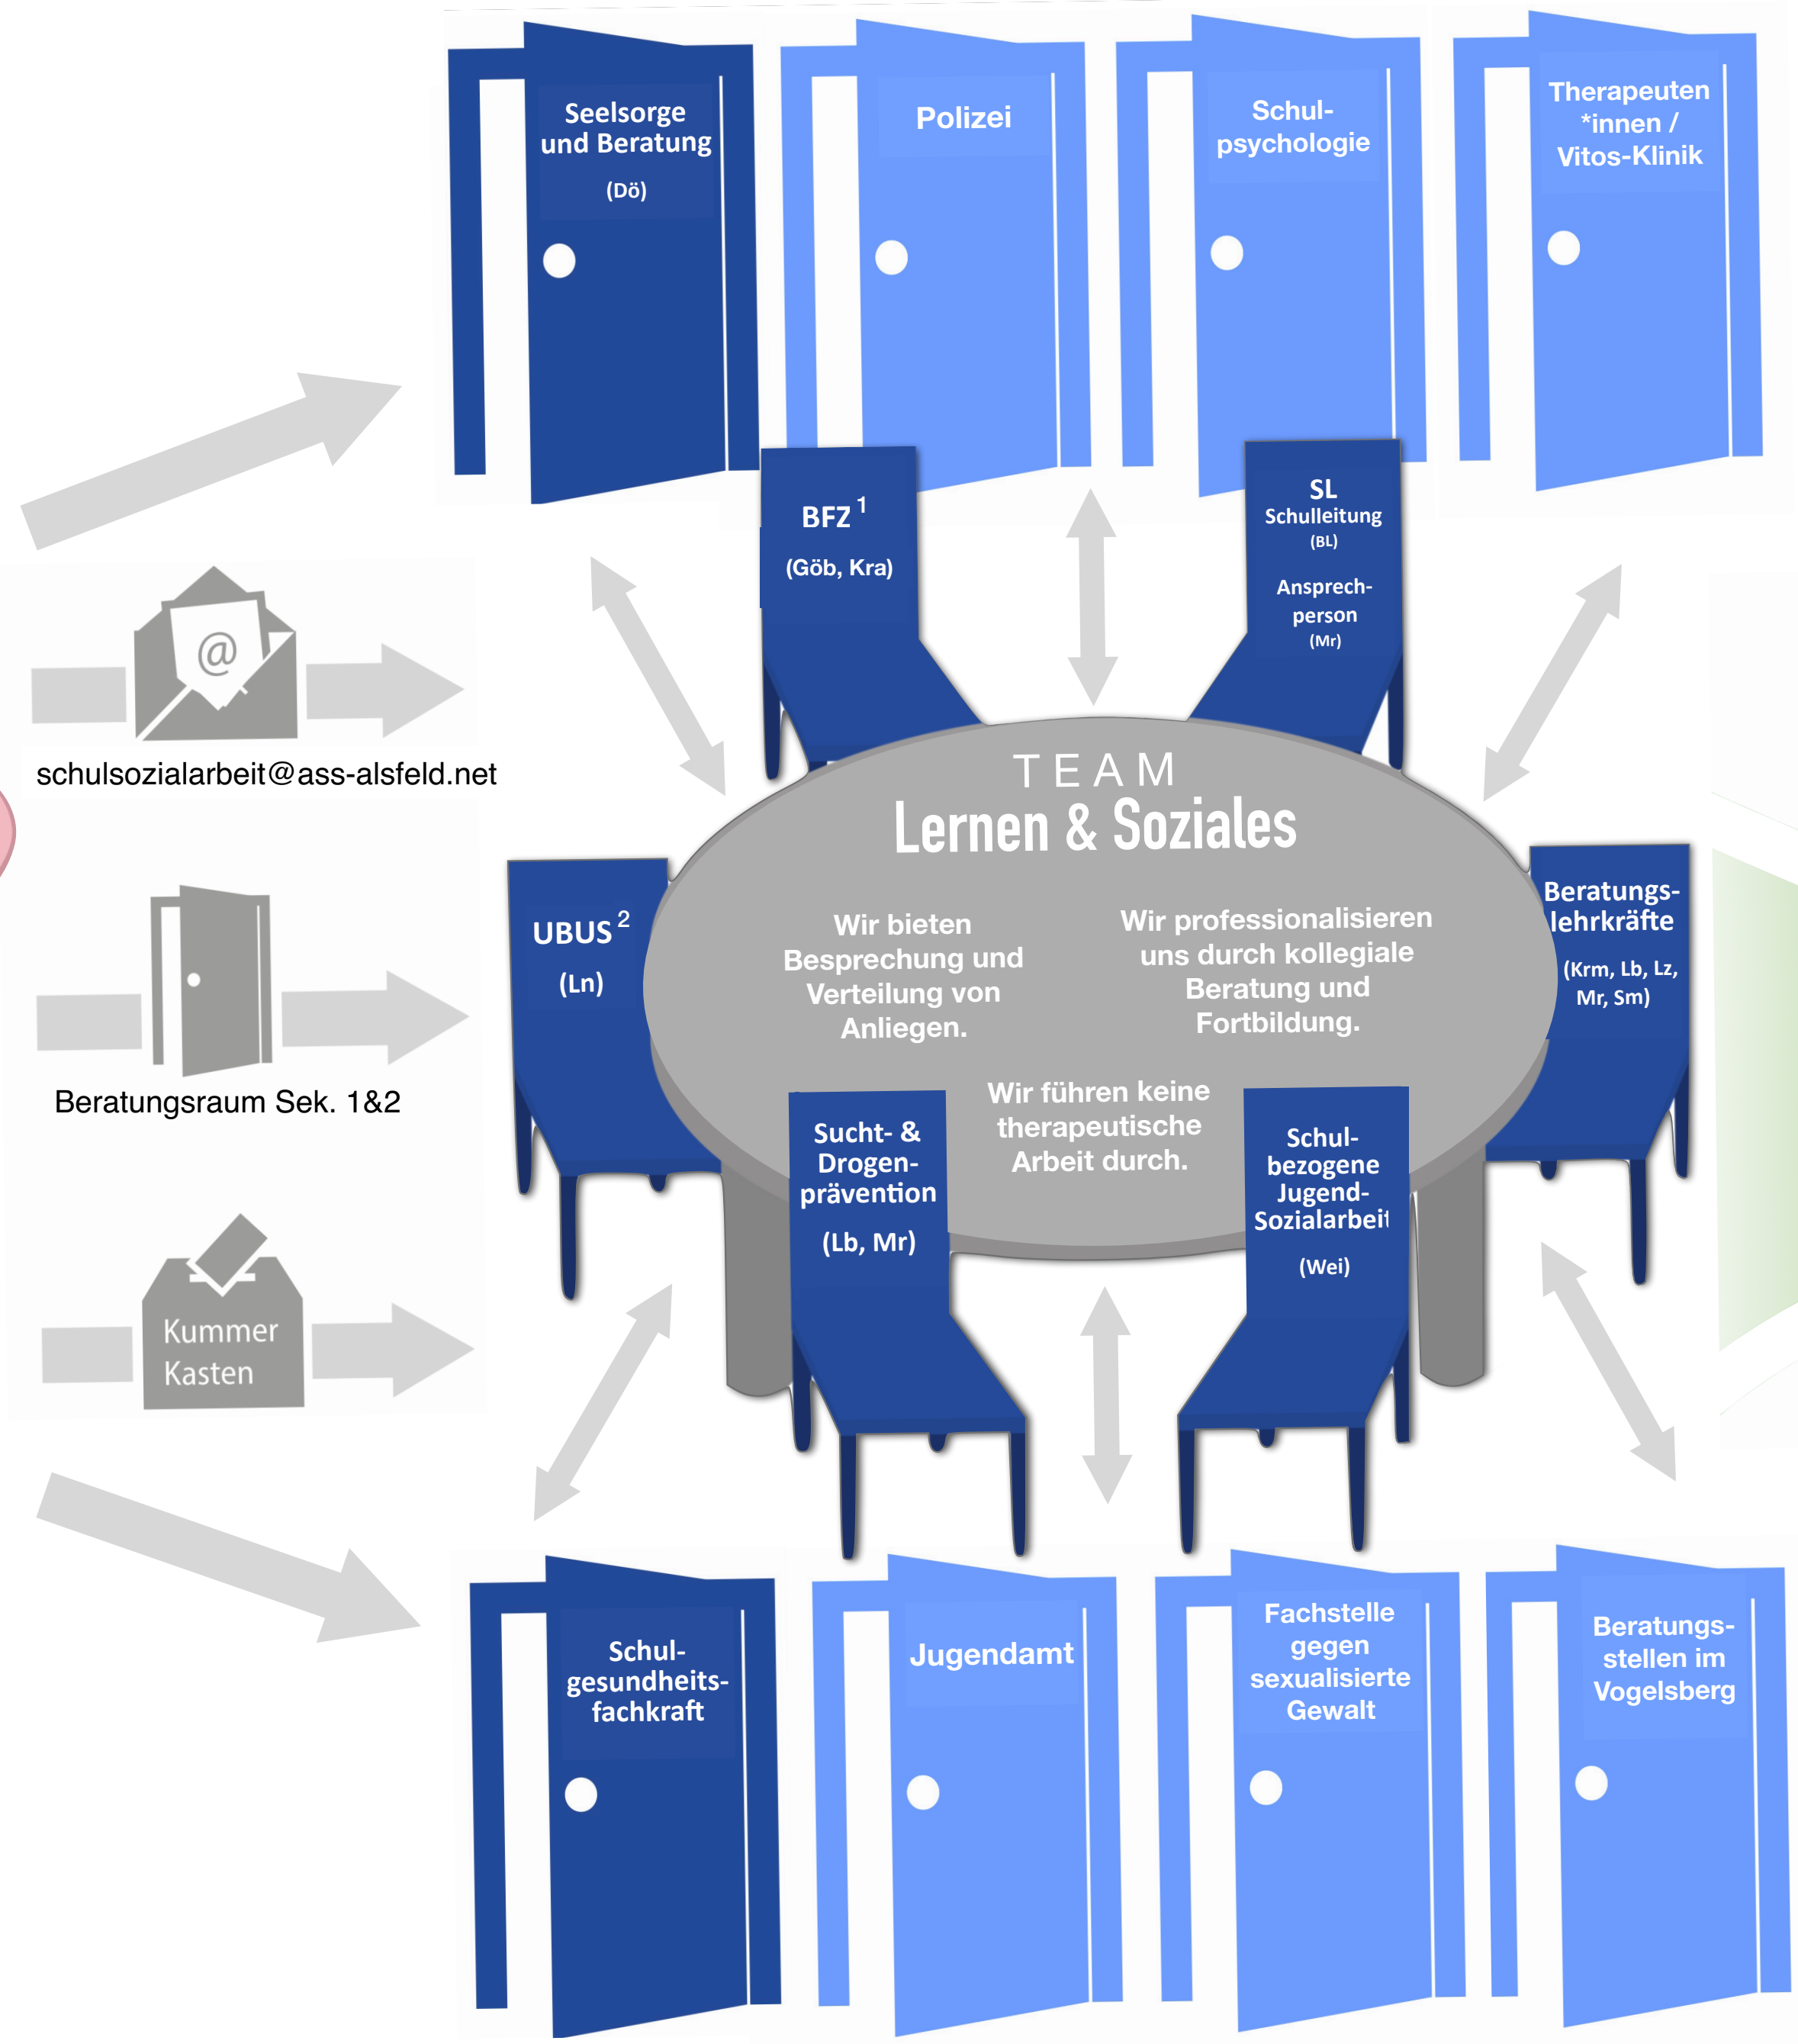 Seelsorge
und Beratung
(Dö)
Polizei
Schul-
psychologie
Therapeuten
*innen /
Vitos-Klinik
BFZ 1
(Göb, Kra)
SL
Schulleitung
(BL)
Ansprech-
person
(Mr)
@
schulsozialarbeit@ass-alsfeld.net
TEAM
Lernen & Soziales
UBUS 2
(Ln)
Wir bieten
Besprechung und
Verteilung von
Anliegen.
Wir professionalisieren
uns durch kollegiale
Beratung und
Fortbildung.
Beratungs-
lehrkräfte
(Krm, Lb, Lz,
Mr, Sm)
Beratungsraum Sek. 1&2
Wir führen keine
therapeutische
Arbeit durch.
Sucht- &
Drogen-
prävention
(Lb, Mr)
Schul-
bezogene
Jugend-
Sozialarbeit
(Wei)
Kummer
Kasten
Schul-
gesundheits-
fachkraft
Jugendamt
Fachstelle
gegen
sexualisierte
Gewalt
Beratungs-
stellen im
Vogelsberg